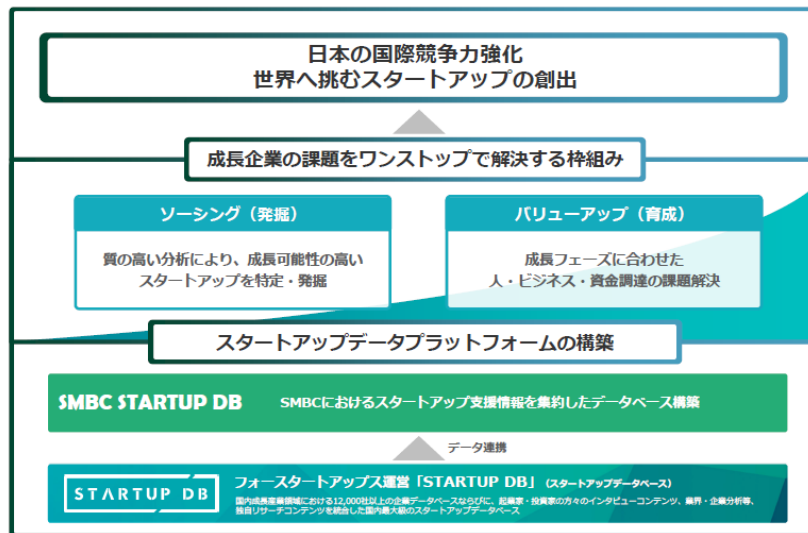 日本の国際競争力強化
世界へ挑むスタートアップの創出
成長企業の課題をワンストップで解決する枠組み
ソーシング（発掘）
質の高い分析により、成長可能性の高い
スタートアップを特定・発掘
バリューアップ（育成）
成長フェーズに合わせた
人・ビジネス・資金調達の課題解決
スタートアップデータプラットフォームの構築
SMBC STARTUP DB
SMBCにおけるスタートアップ支援情報を集約したデータベース構築
データ連携
STARTUP DB
フォースタートアップス運営「STARTUP DB」（スタートアップデータベース）
国内成長産業領域における12,000社以上の企業データベースならびに、起業家・投資家の方々のインタビューコンテンツ、業界・企業分析等、
独自リサーチコンテンツを統合した国内最大級のスタートアップデータベース